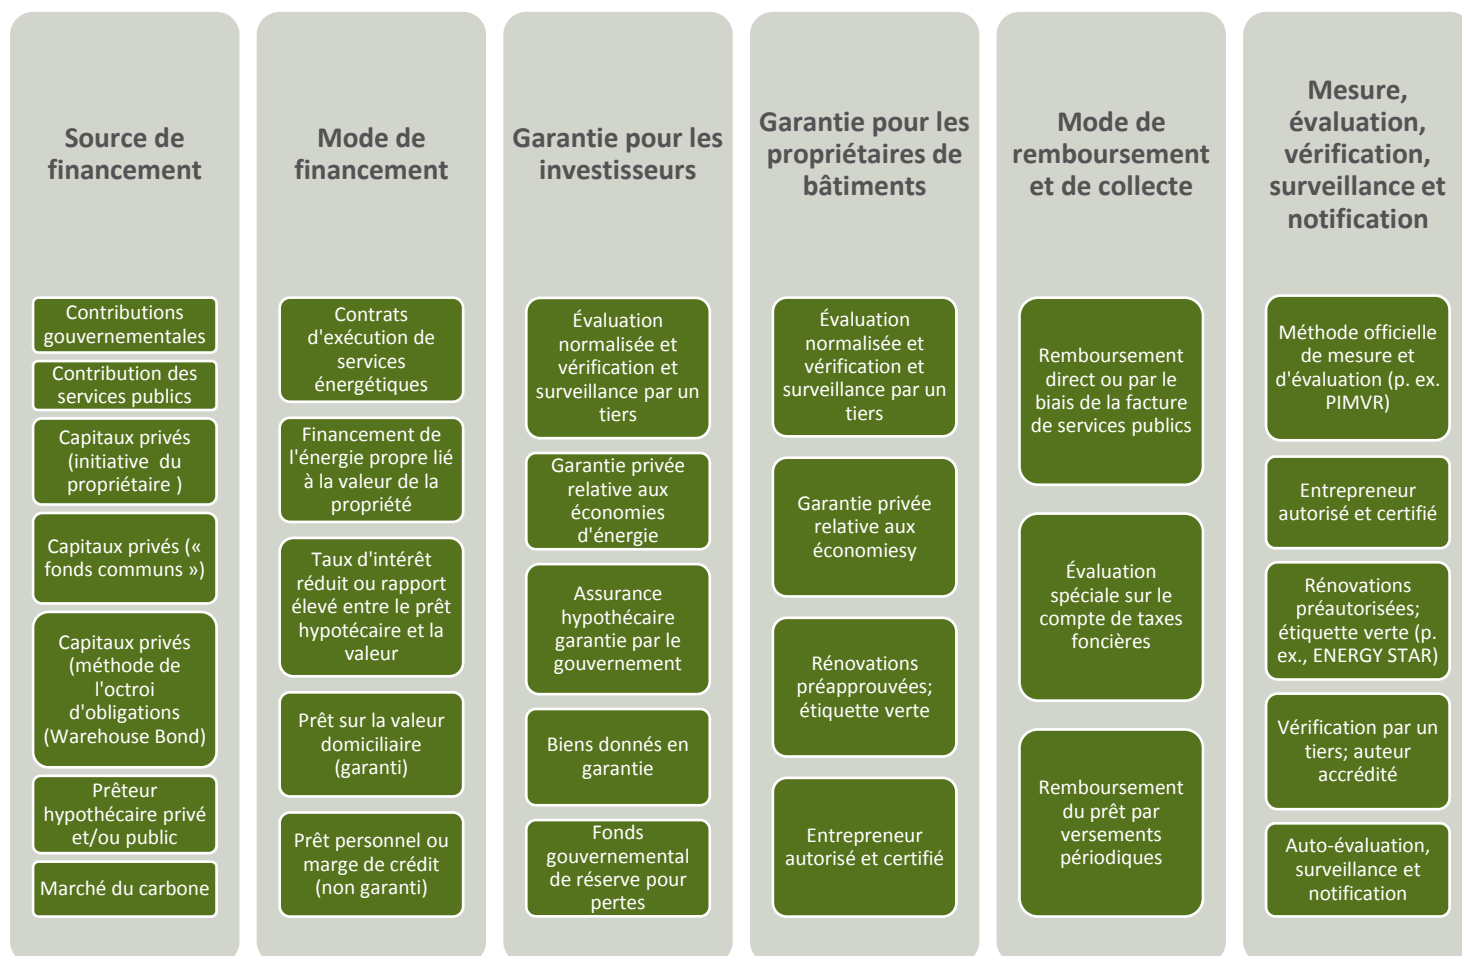 Source de
financement
Contributions
gouvernementales
Contribution des
services publics
Capitaux privés
(initiative du
propriétaire )
Capitaux privés («
fonds communs »)
Capitaux privés
(méthode de
l'octroi
d'obligations
(Warehouse Bond)
Prêteur
hypothécaire privé
et/ou public
Marché du carbone
Mode de
financement
Contrats
d'exécution de
services
énergétiques
Financement de
l'énergie propre lié
à la valeur de la
propriété
Taux d'intérêt
réduit ou rapport
élevé entre le prêt
hypotécaire et la
valeur
Prêt sur la valeur
domiciliaire
(garanti)
Prêt personnel ou
marge de crédit
(non garanti)
Garantie pour les
investisseurs
Évaluation
normalisée et
vérification et
surveillance par un
tiers
Garantie privée
relative aux
économies
d'énergie
Assurance
hypothécaire
garantie par le
gouvernement
Biens donnés en
garantie
Fonds
gouvernemental
de réserve pour
pertes
Garantie pour les
propriétaires de
bâtiments
Évaluation
normalisée et
vérification et
surveillance par un
tiers
Garantie privée
relative aux
économiesy
Rénovations
préapprouvées;
étiquette verte
Entrepreneur
autorisé et certifié
Mode de
remboursement
et de collecte
Remboursement
direct ou par le
biais de la facture
de services publics
Évaluation
spéciale sur le
compte de taxes
foncières
Remboursement
du prêt par
versements
périodiques
Mesure,
évaluation,
vérification,
surveillance et
notification
Méthode officielle
de mesure et
d'évaluation (p. ex.
PIMVR)
Entrepreneur
autorisé et certifié
Rénovations
préautorisées;
étiquette verte (p.
ex., ENERGY STAR)
Vérification par un
tiers; auteur
accrédité
Auto-évaluation,
surveillance et
notification